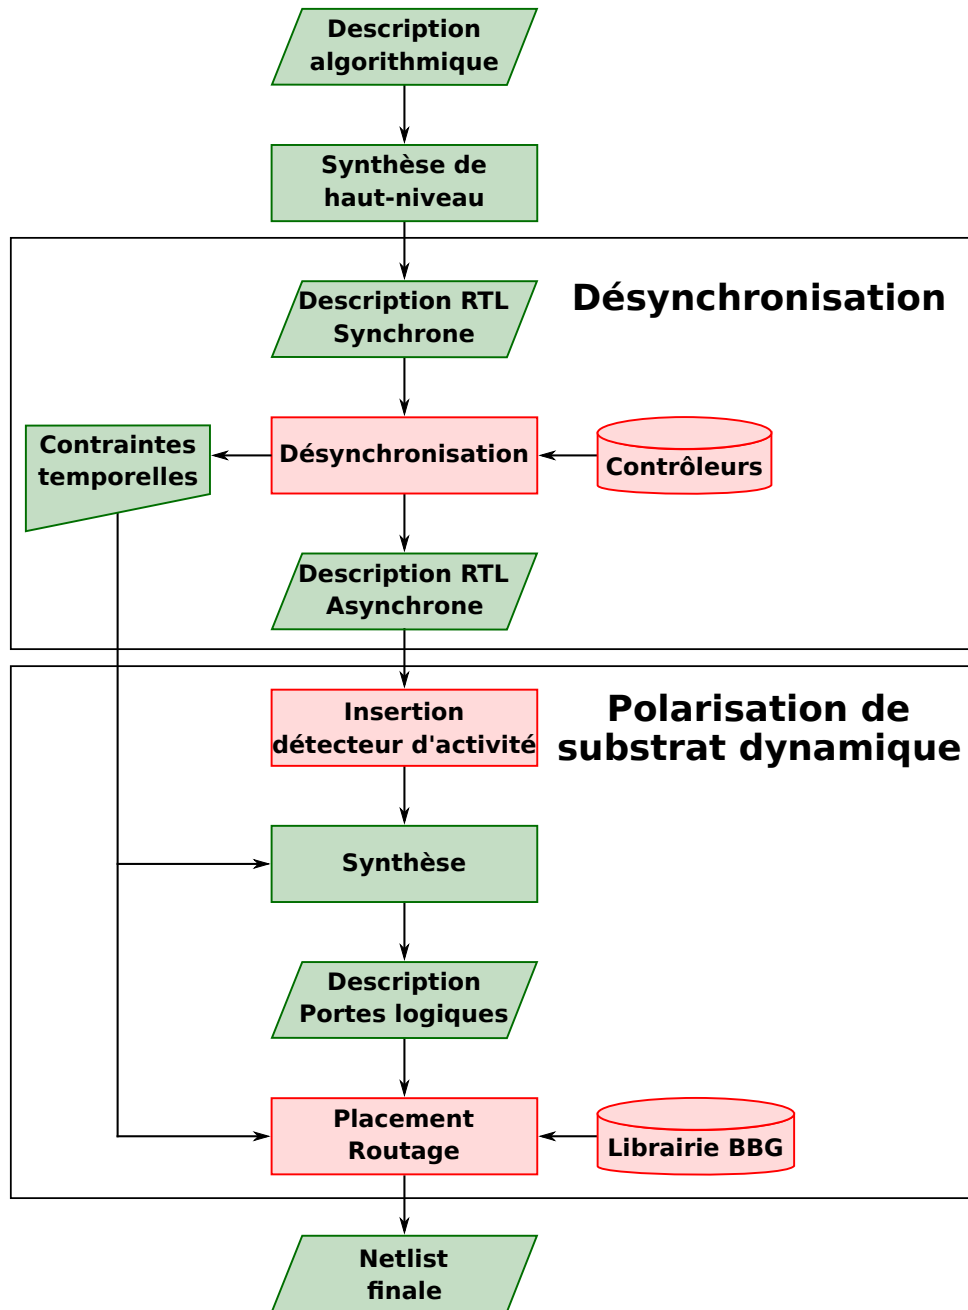 Description
algorithmique
Synthèse de
haut-niveau
Désynchronisation
Description RTL
Synchrone
Contraintes
temporelles
Désynchronisation
Contrôleurs
Description RTL
Asynchrone
Polarisation de
substrat dynamique
Insertion
détecteur d'activité
Synthèse
Description
Portes logiques
Placement
Routage
Librairie BBG
Netlist
finale